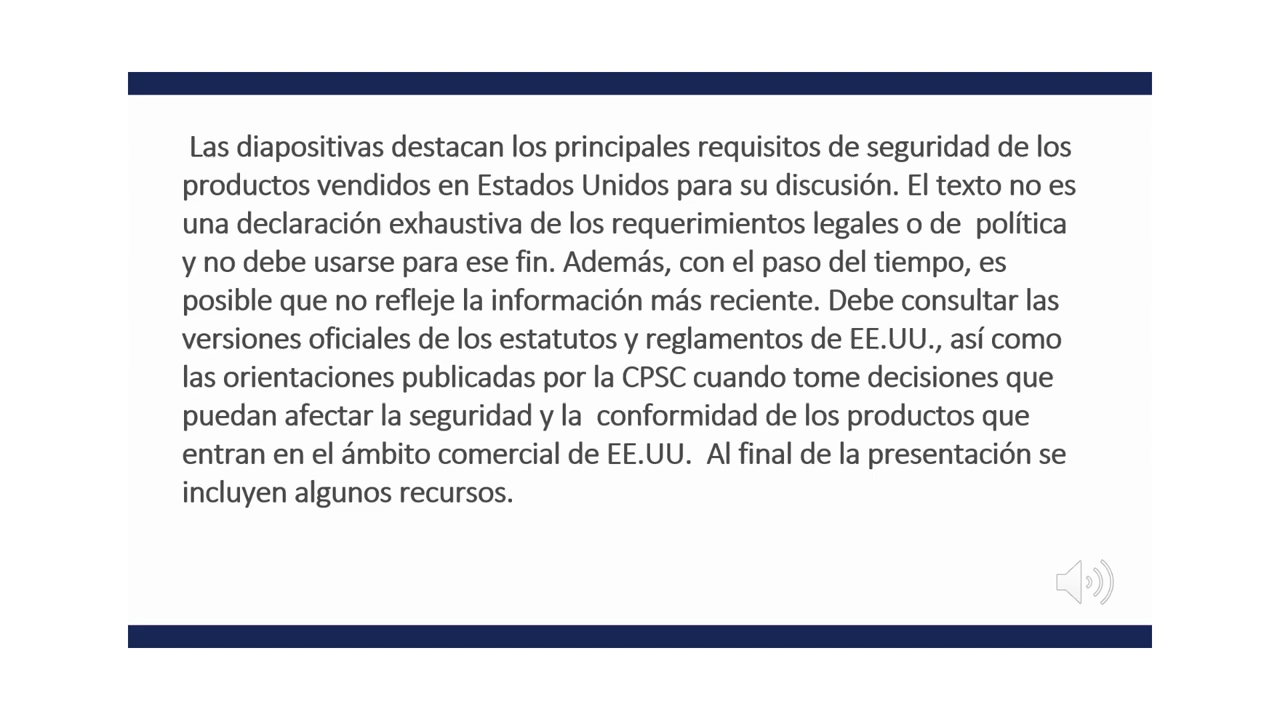 Las diapositivas destacan los principales requisitos de seguridad de los
productos vendidos en Estados Unidos para su discusión. El texto no es
una declaración exhaustiva de los requerimientos legales o de  política
y no debe usarse para ese fin. Además, con el paso del tiempo, es
posible que no refleje la información más reciente. Debe consultar las
versiones oficiales de los estatutos y reglamentos de EE.UU., así como
las orientaciones publicadas por la CPSC cuando tome decisiones que
puedan afectar la seguridad y la  conformidad de los productos que
entran en el ámbito comercial de EE.UU.  Al final de la presentación se
incluyen algunos recursos.